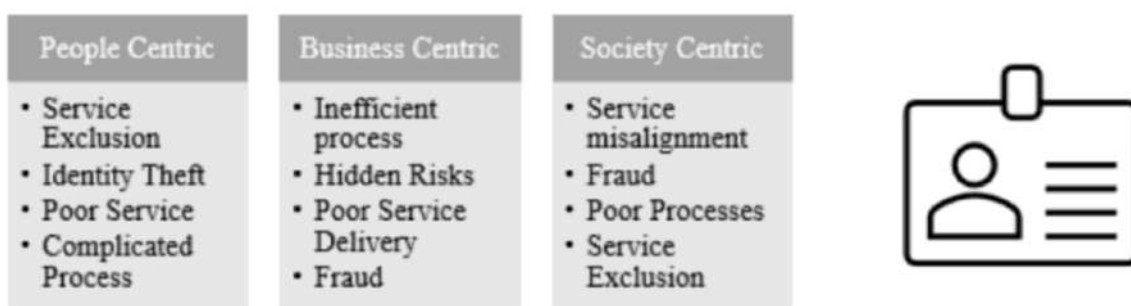 People Centric
• Service
Exclusion
• Identity Theft
• Poor Service
• Complicated
Process
Business Centric
• Inefficient
process
• Hidden Risks
• Poor Service
Delivery
• Fraud
Society Centric
• Service
misalignment
• Fraud
• Poor Processes
• Service
Exclusion